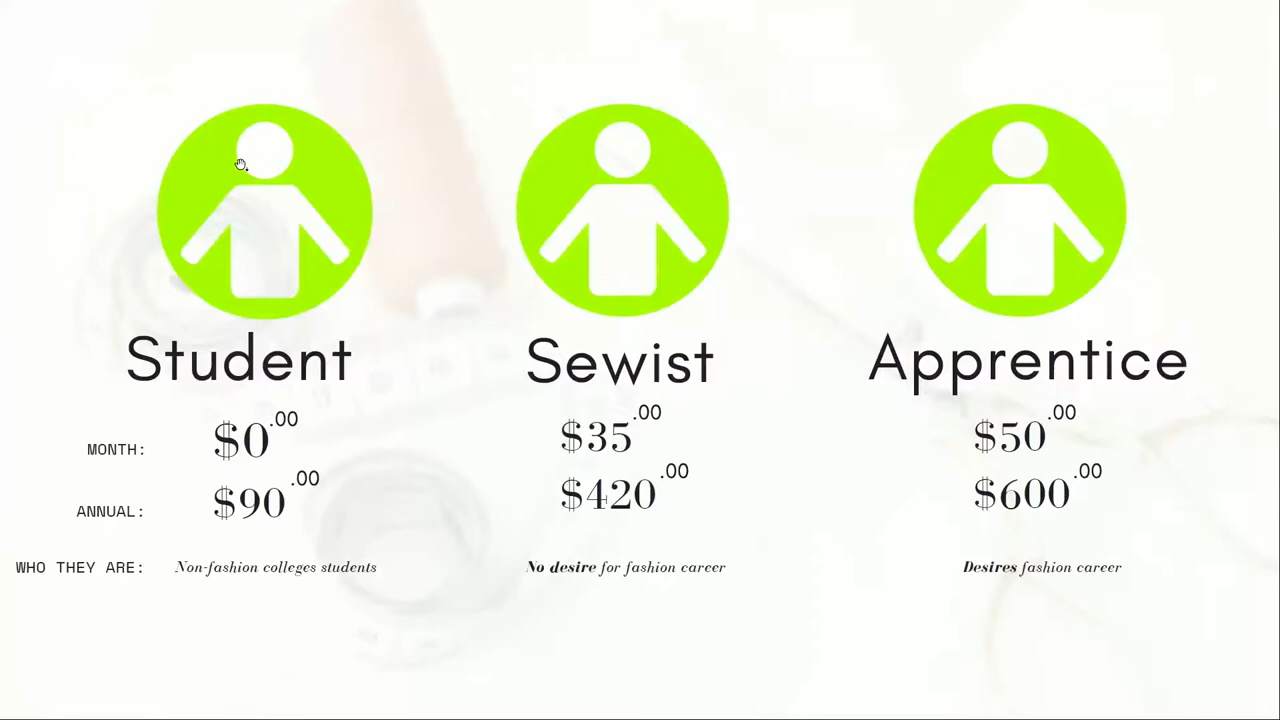 Student Sewist Apprentice
MONTH: $0.00 $35.00 $50.00
ANNUAL: $90.00 $420.00 $600.00
WHO THEY ARE: Non-fashion colleges students No desire for fashion career Desires fashion career